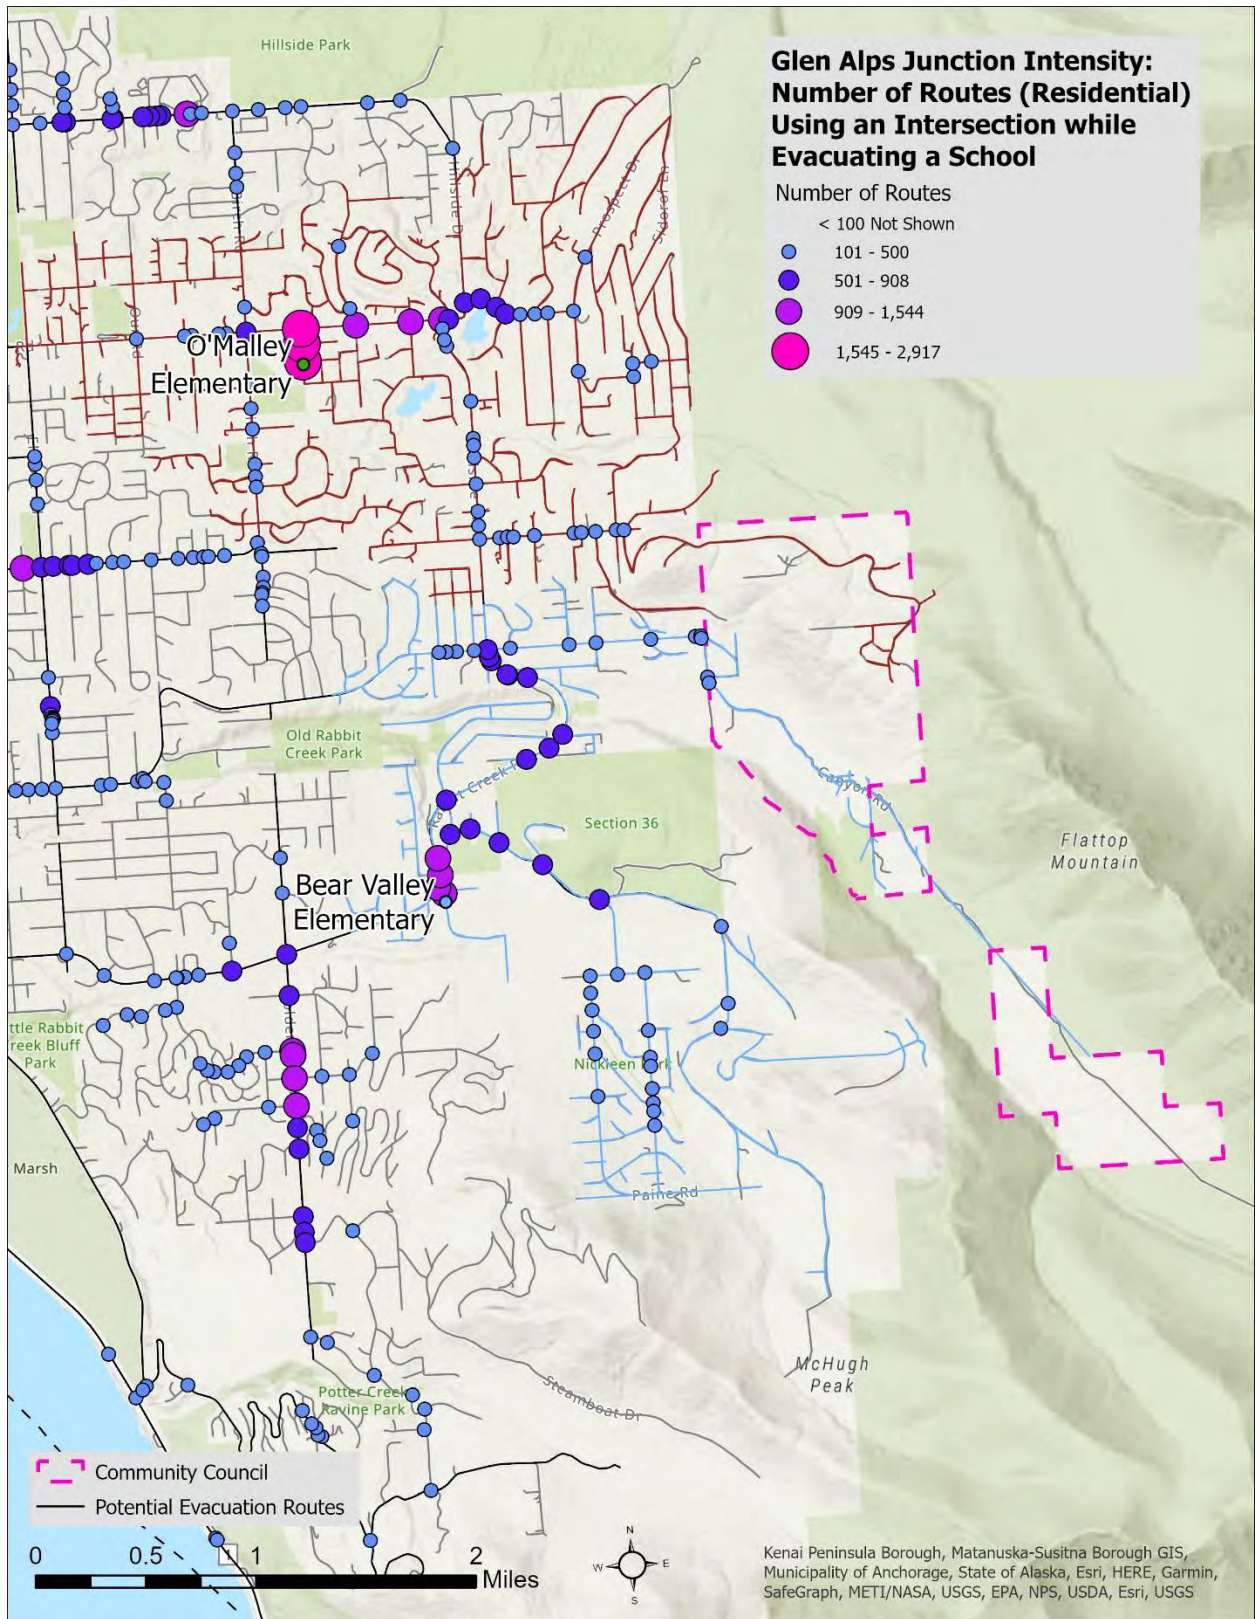 Hillside Park
Glen Alps Junction Intensity:
Number of Routes (Residential)
Using an Intersection while
Evacuating a School
Number of Routes
< 100 Not Shown
101 - 500
501 - 908
909 - 1,544
1,545 - 2,917
Hillside Dr
Prospect Dr
O'Malley
Elementary
Old Rabbit
Creek Park
Canyon Rd
Section 36
Flattop
Mountain
Bear Valley
Elementary
ttle Rabbit
reek Bluff
Park
Marsh
Paine Rd
McHugh
Peak
Potter Creek
Ravine Park
Steamboat Dr
Community Council
Potential Evacuation Routes
0 0.5 1 2
Miles
N
W E
S
Kenai Peninsula Borough, Matanuska-Susitna Borough GIS,
Municipality of Anchorage, State of Alaska, Esri, HERE, Garmin,
SafeGraph, METI/NASA, USGS, EPA, NPS, USDA, Esri, USGS